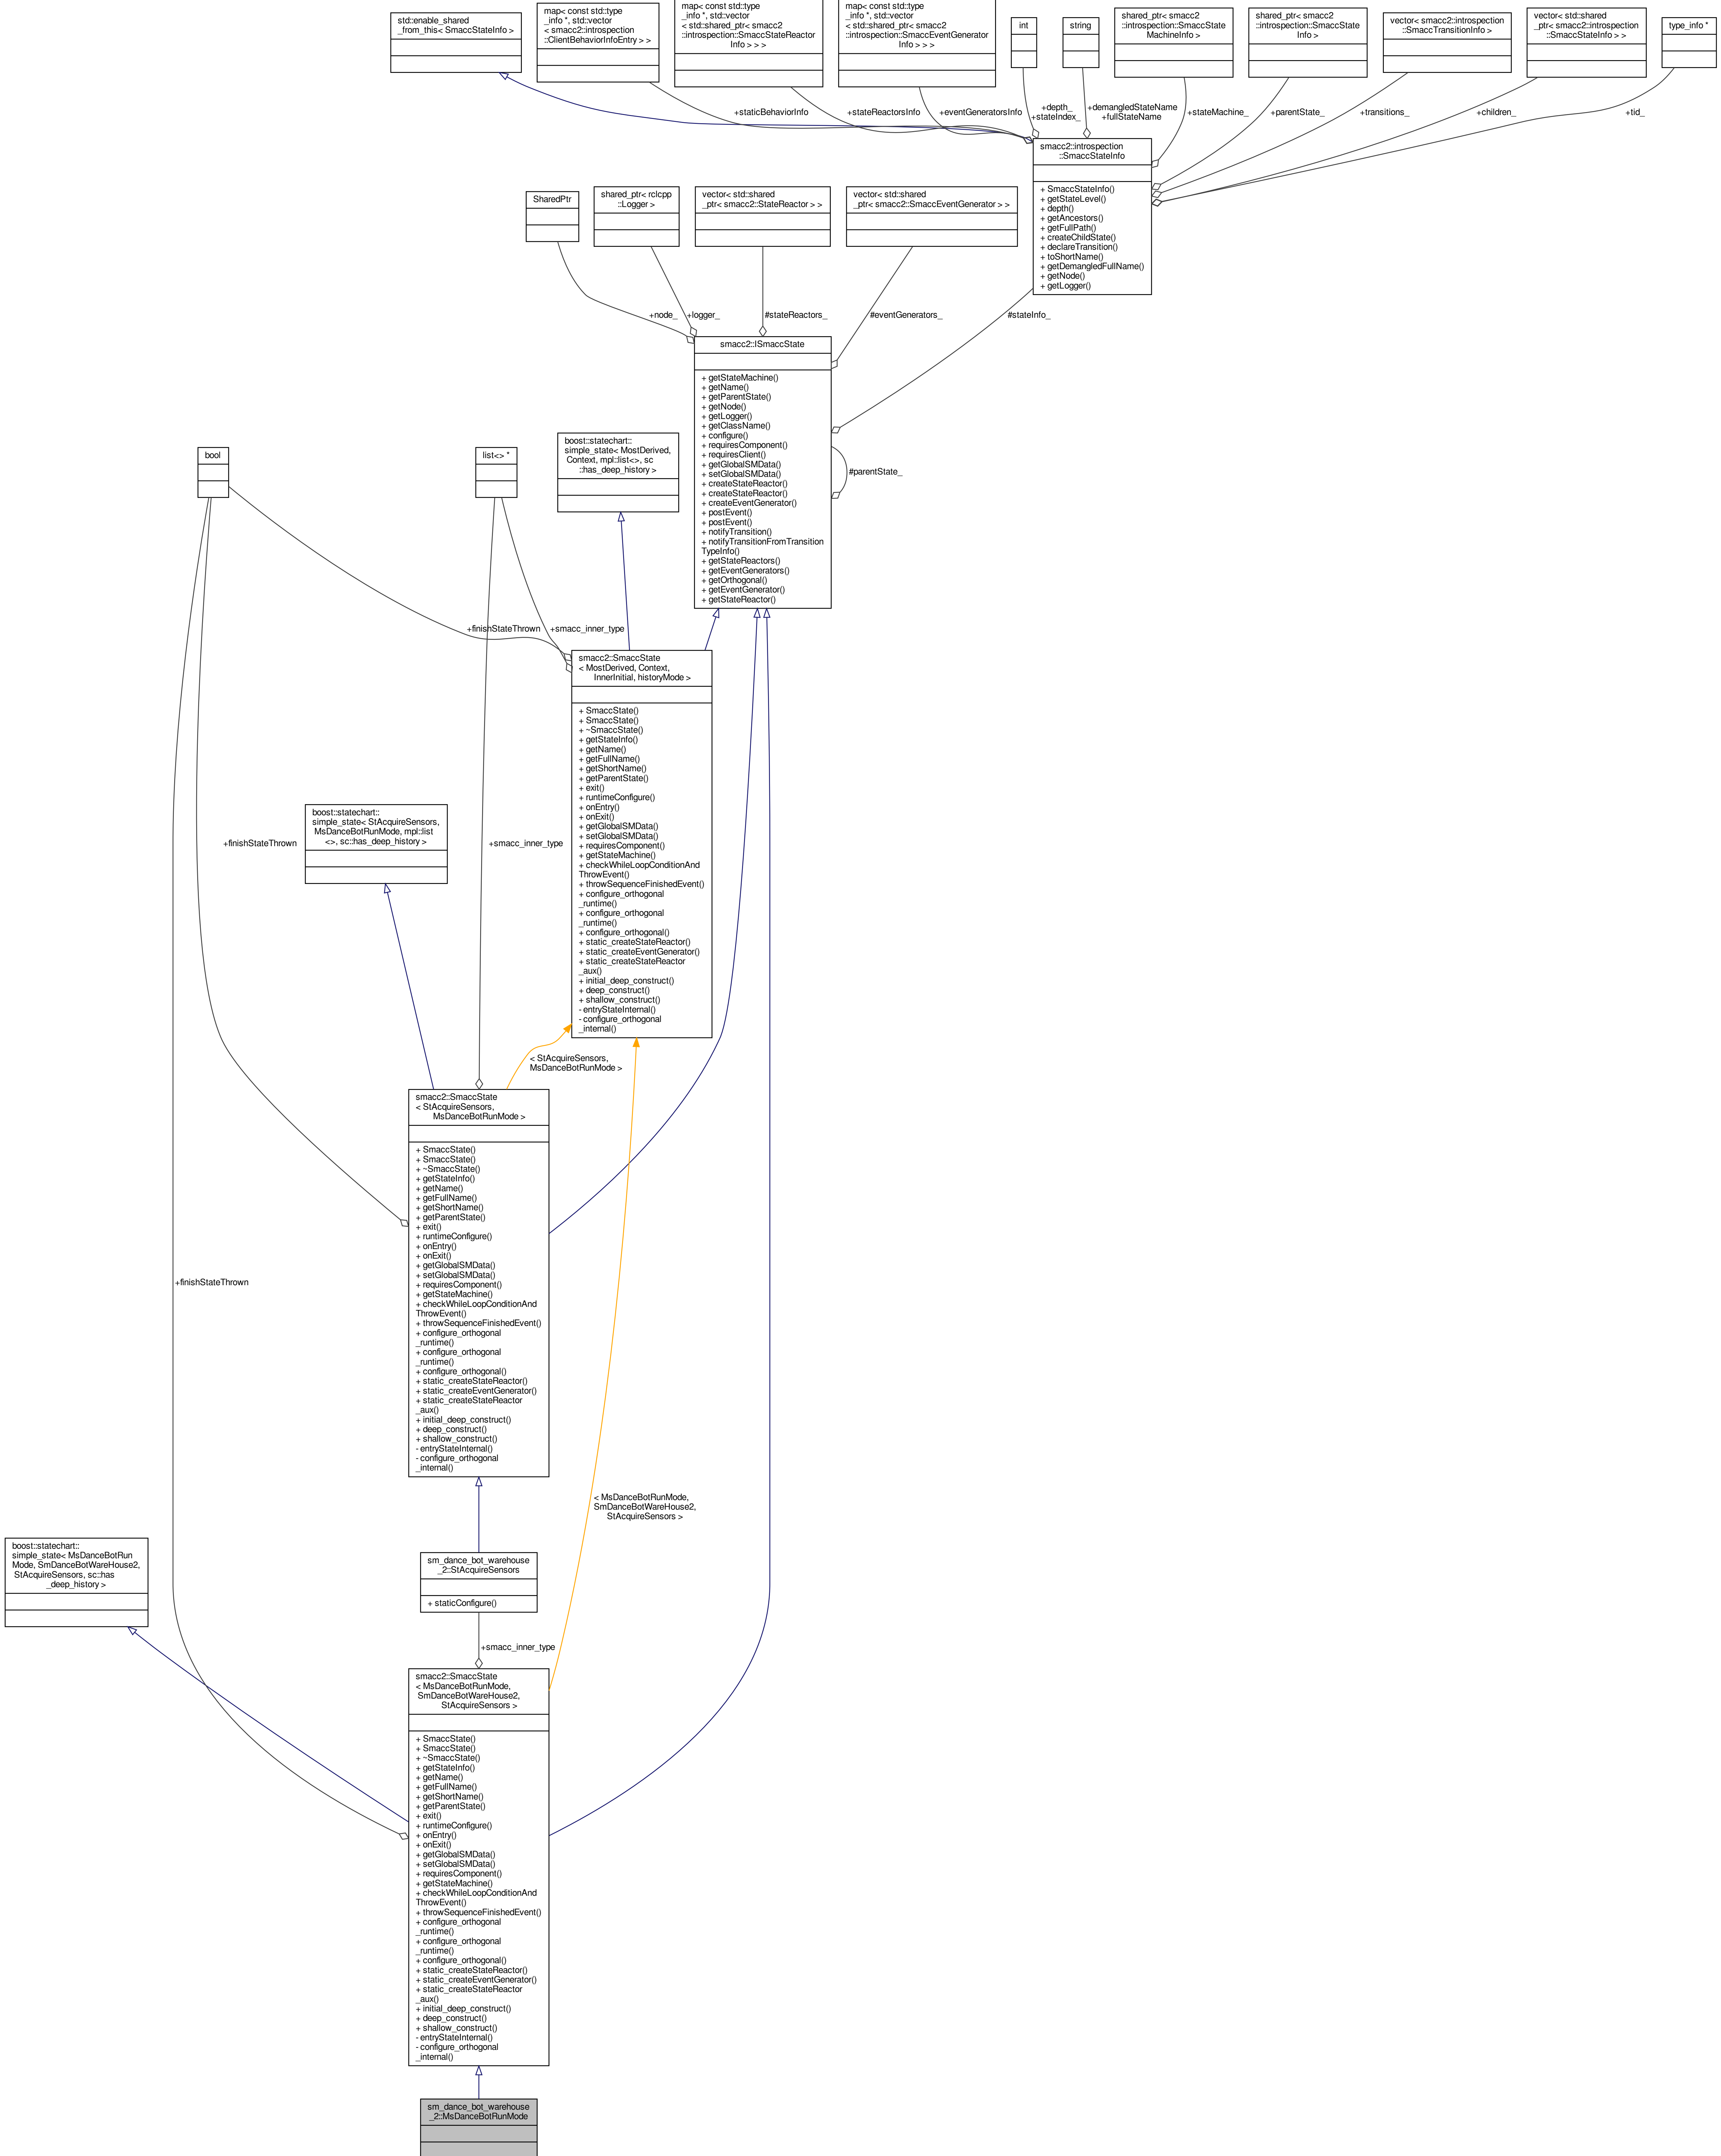 std::enable_shared
_from_this< SmaccStateInfo >
map< const std::type
_info *, std::vector
< smacc2::introspection
::ClientBehaviorInfoEntry > >
map< const std::type
_info *, std::vector
< std::shared_ptr< smacc2
::introspection::SmaccStateReactor
Info > > >
map< const std::type
_info *, std::vector
< std::shared_ptr< smacc2
::introspection::SmaccEventGenerator
Info > > >
int
string
shared_ptr< smacc2
::introspection::SmaccState
MachineInfo >
shared_ptr< smacc2
::introspection::SmaccState
Info >
vector< smacc2::introspection
::SmaccTransitionInfo >
vector< std::shared
_ptr< smacc2::introspection
::SmaccStateInfo > >
type_info *
+staticBehaviorInfo
+stateReactorsInfo
+eventGeneratorsInfo
+depth_
+stateIndex_
+demangledStateName
+fullStateName
+stateMachine_
+parentState_
+transitions_
+children_
+tid_
smacc2::introspection
::SmaccStateInfo
+ SmaccStateInfo()
+ getStateLevel()
+ depth()
+ getAncestors()
+ getFullPath()
+ createChildState()
+ declareTransition()
+ toShortName()
+ getDemangledFullName()
+ getNode()
+ getLogger()
SharedPtr
shared_ptr< rclcpp
::Logger >
vector< std::shared
_ptr< smacc2::StateReactor > >
vector< std::shared
_ptr< smacc2::SmaccEventGenerator > >
+node_
+logger_
#stateReactors_
#eventGenerators_
#stateInfo_
smacc2::ISmaccState
+ getStateMachine()
+ getName()
+ getParentState()
+ getNode()
+ getLogger()
+ getClassName()
+ configure()
+ requiresComponent()
+ requiresClient()
+ getGlobalSMData()
+ setGlobalSMData()
+ createStateReactor()
+ createStateReactor()
+ createEventGenerator()
+ postEvent()
+ postEvent()
+ notifyTransition()
+ notifyTransitionFromTransition
TypeInfo()
+ getStateReactors()
+ getEventGenerators()
+ getOrthogonal()
+ getEventGenerator()
+ getStateReactor()
#parentState_
bool
list<> *
boost::statechart::
simple_state< MostDerived,
Context, mpl::list<>, sc
::has_deep_history >
+finishStateThrown
+smacc_inner_type
smacc2::SmaccState
< MostDerived, Context,
InnerInitial, historyMode >
+ SmaccState()
+ SmaccState()
+ ~SmaccState()
+ getStateInfo()
+ getName()
+ getFullName()
+ getShortName()
+ getParentState()
+ exit()
+ runtimeConfigure()
+ onEntry()
+ onExit()
+ getGlobalSMData()
+ setGlobalSMData()
+ requiresComponent()
+ getStateMachine()
+ checkWhileLoopConditionAnd
ThrowEvent()
+ throwSequenceFinishedEvent()
+ configure_orthogonal
_runtime()
+ configure_orthogonal
_runtime()
+ configure_orthogonal()
+ static_createStateReactor()
+ static_createEventGenerator()
+ static_createStateReactor
_aux()
+ initial_deep_construct()
+ deep_construct()
+ shallow_construct()
- entryStateInternal()
- configure_orthogonal
_internal()
boost::statechart::
simple_state< StAcquireSensors,
MsDanceBotRunMode, mpl::list
<>, sc::has_deep_history >
+finishStateThrown
+smacc_inner_type
< StAcquireSensors,
MsDanceBotRunMode >
smacc2::SmaccState
< StAcquireSensors,
MsDanceBotRunMode >
+ SmaccState()
+ SmaccState()
+ ~SmaccState()
+ getStateInfo()
+ getName()
+ getFullName()
+ getShortName()
+ getParentState()
+ exit()
+ runtimeConfigure()
+ onEntry()
+ onExit()
+ getGlobalSMData()
+ setGlobalSMData()
+ requiresComponent()
+ getStateMachine()
+ checkWhileLoopConditionAnd
ThrowEvent()
+ throwSequenceFinishedEvent()
+ configure_orthogonal
_runtime()
+ configure_orthogonal
_runtime()
+ configure_orthogonal()
+ static_createStateReactor()
+ static_createEventGenerator()
+ static_createStateReactor
_aux()
+ initial_deep_construct()
+ deep_construct()
+ shallow_construct()
- entryStateInternal()
- configure_orthogonal
_internal()
+finishStateThrown
< MsDanceBotRunMode,
SmDanceBotWareHouse2,
StAcquireSensors >
boost::statechart::
simple_state< MsDanceBotRun
Mode, SmDanceBotWareHouse2,
StAcquireSensors, sc::has
_deep_history >
sm_dance_bot_warehouse
_2::StAcquireSensors
+ staticConfigure()
+smacc_inner_type
smacc2::SmaccState
< MsDanceBotRunMode,
SmDanceBotWareHouse2,
StAcquireSensors >
+ SmaccState()
+ SmaccState()
+ ~SmaccState()
+ getStateInfo()
+ getName()
+ getFullName()
+ getShortName()
+ getParentState()
+ exit()
+ runtimeConfigure()
+ onEntry()
+ onExit()
+ getGlobalSMData()
+ setGlobalSMData()
+ requiresComponent()
+ getStateMachine()
+ checkWhileLoopConditionAnd
ThrowEvent()
+ throwSequenceFinishedEvent()
+ configure_orthogonal
_runtime()
+ configure_orthogonal
_runtime()
+ configure_orthogonal()
+ static_createStateReactor()
+ static_createEventGenerator()
+ static_createStateReactor
_aux()
+ initial_deep_construct()
+ deep_construct()
+ shallow_construct()
- entryStateInternal()
- configure_orthogonal
_internal()
sm_dance_bot_warehouse
_2::MsDanceBotRunMode